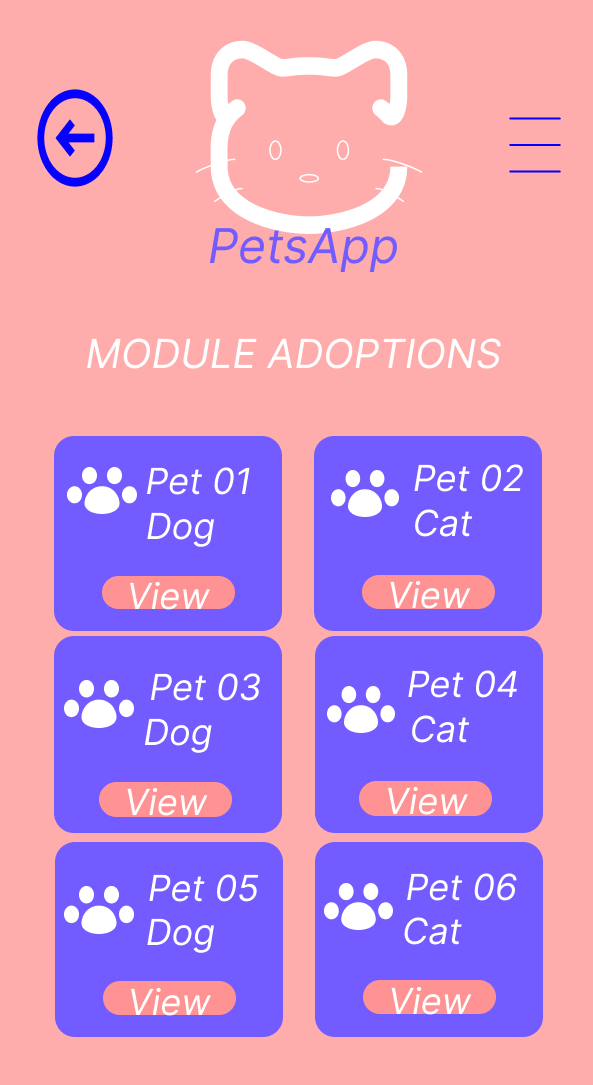 PetsApp
MODULE ADOPTIONS
Pet 01
Dog
View
Pet 02
Cat
View
Pet 03
Dog
View
Pet 04
Cat
View
Pet 05
Dog
View
Pet 06
Cat
View